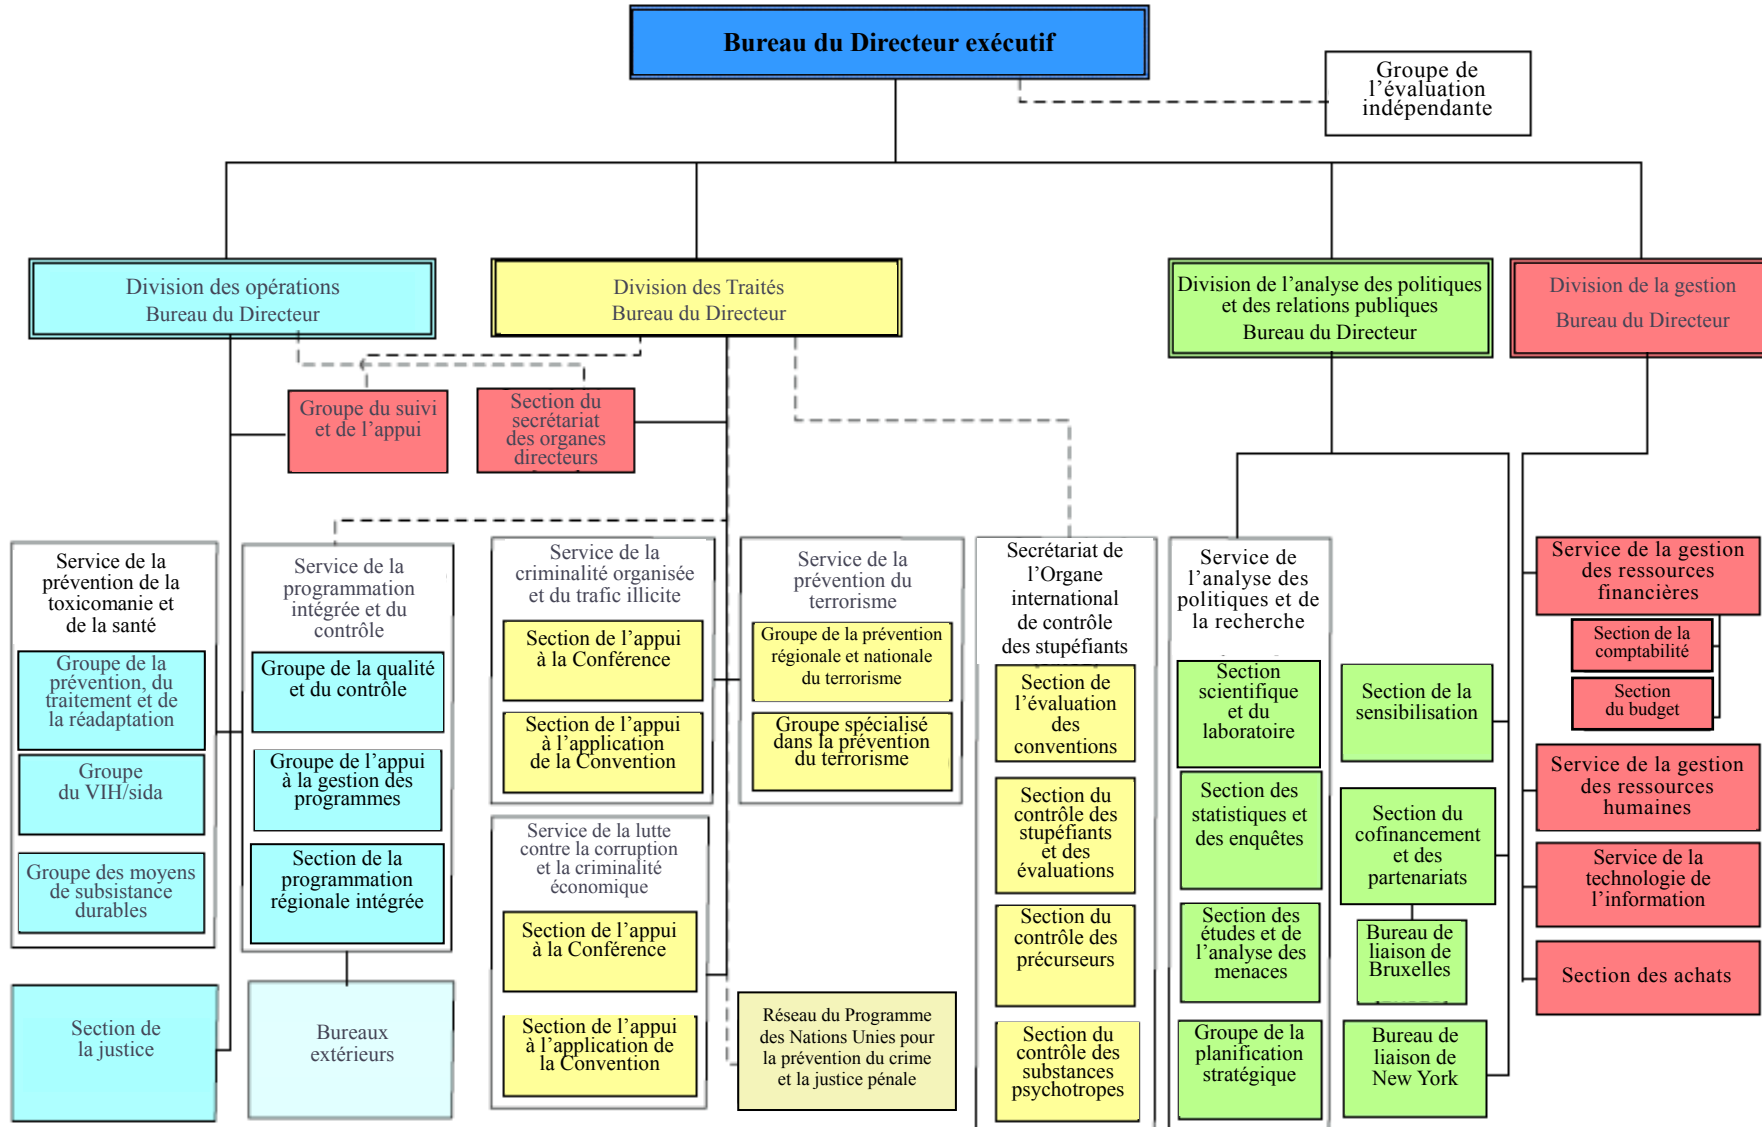 Bureau du Directeur exécutif
Groupe de
l’évaluation
indépendante
Division des opérations
Bureau du Directeur
Division des Traités
Bureau du Directeur
Division de l’analyse des politiques
et des relations publiques
Bureau du Directeur
Division de la gestion
Bureau du Directeur
Groupe du suivi
et de l’appui
Section du
secrétariat
des organes
directeurs
Service de la
prévention de la
toxicomanie et
de la santé
Groupe de la
prévention, du
traitement et de
la réadaptation
Groupe
du VIH/sida
Groupe des moyens
de subsistance
durables
Section de
la justice
Service de la
programmation
intégrée et du
contrôle
Groupe de la qualité
et du contrôle
Groupe de l’appui
à la gestion des
programmes
Section de la
programmation
régionale intégrée
Bureaux
extérieurs
Service de la
criminalité organisée
et du trafic illicite
Section de l’appui
à la Conférence
Section de l’appui
à l’application
de la Convention
Service de la lutte
contre la corruption
et la criminalité
économique
Section de l’appui
à la Conférence
Section de l’appui
à l’application de
la Convention
Service de la
prévention du
terrorisme
Groupe de la prévention
régionale et nationale
du terrorisme
Groupe spécialisé
dans la prévention
du terrorisme
Réseau du Programme
des Nations Unies pour
la prévention du crime
et la justice pénale
Secrétariat de
l’Organe
international
de contrôle
des stupéfiants
Section de
l’évaluation
des
conventions
Section du
contrôle des
stupéfiants
et des
évaluations
Section du
contrôle des
précurseurs
Section du
contrôle des
substances
psychotropes
Service de
l’analyse des
politiques et de
la recherche
Section
scientifique
et du
laboratoire
Section des
statistiques et
des enquêtes
Section des
études et de
l’analyse des
menaces
Groupe de la
planification
stratégique
Section de la
sensibilisation
Section du
cofinancement
et des
partenariats
Bureau de
liaison de
Bruxelles
Bureau de
liaison de
New York
Service de la gestion
des ressources
financières
Section de la
comptabilité
Section
du budget
Service de la gestion
des ressources
humaines
Service de la
technologie de
l’information
Section des achats